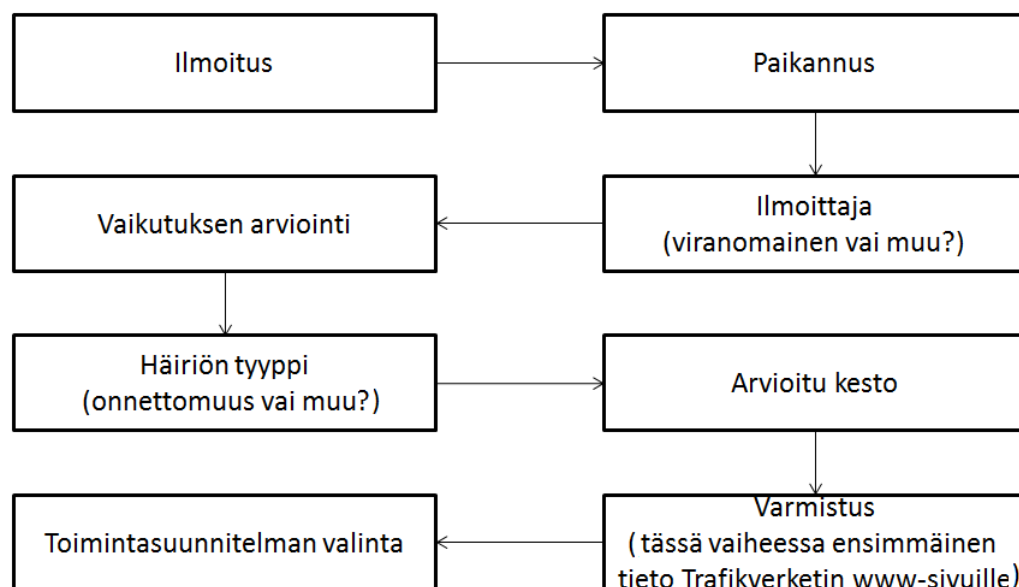 Ilmoitus
Paikannus
Ilmoittaja
(viranomainen vai muu?)
Vaikutuksen arviointi
Häiriön tyyppi
(onnettomuus vai muu?)
Arvioitu kesto
Varmistus
( tässä vaiheessa ensimmäinen
tieto Trafikverketin www-sivuille)
Toimintasuunnitelman valinta